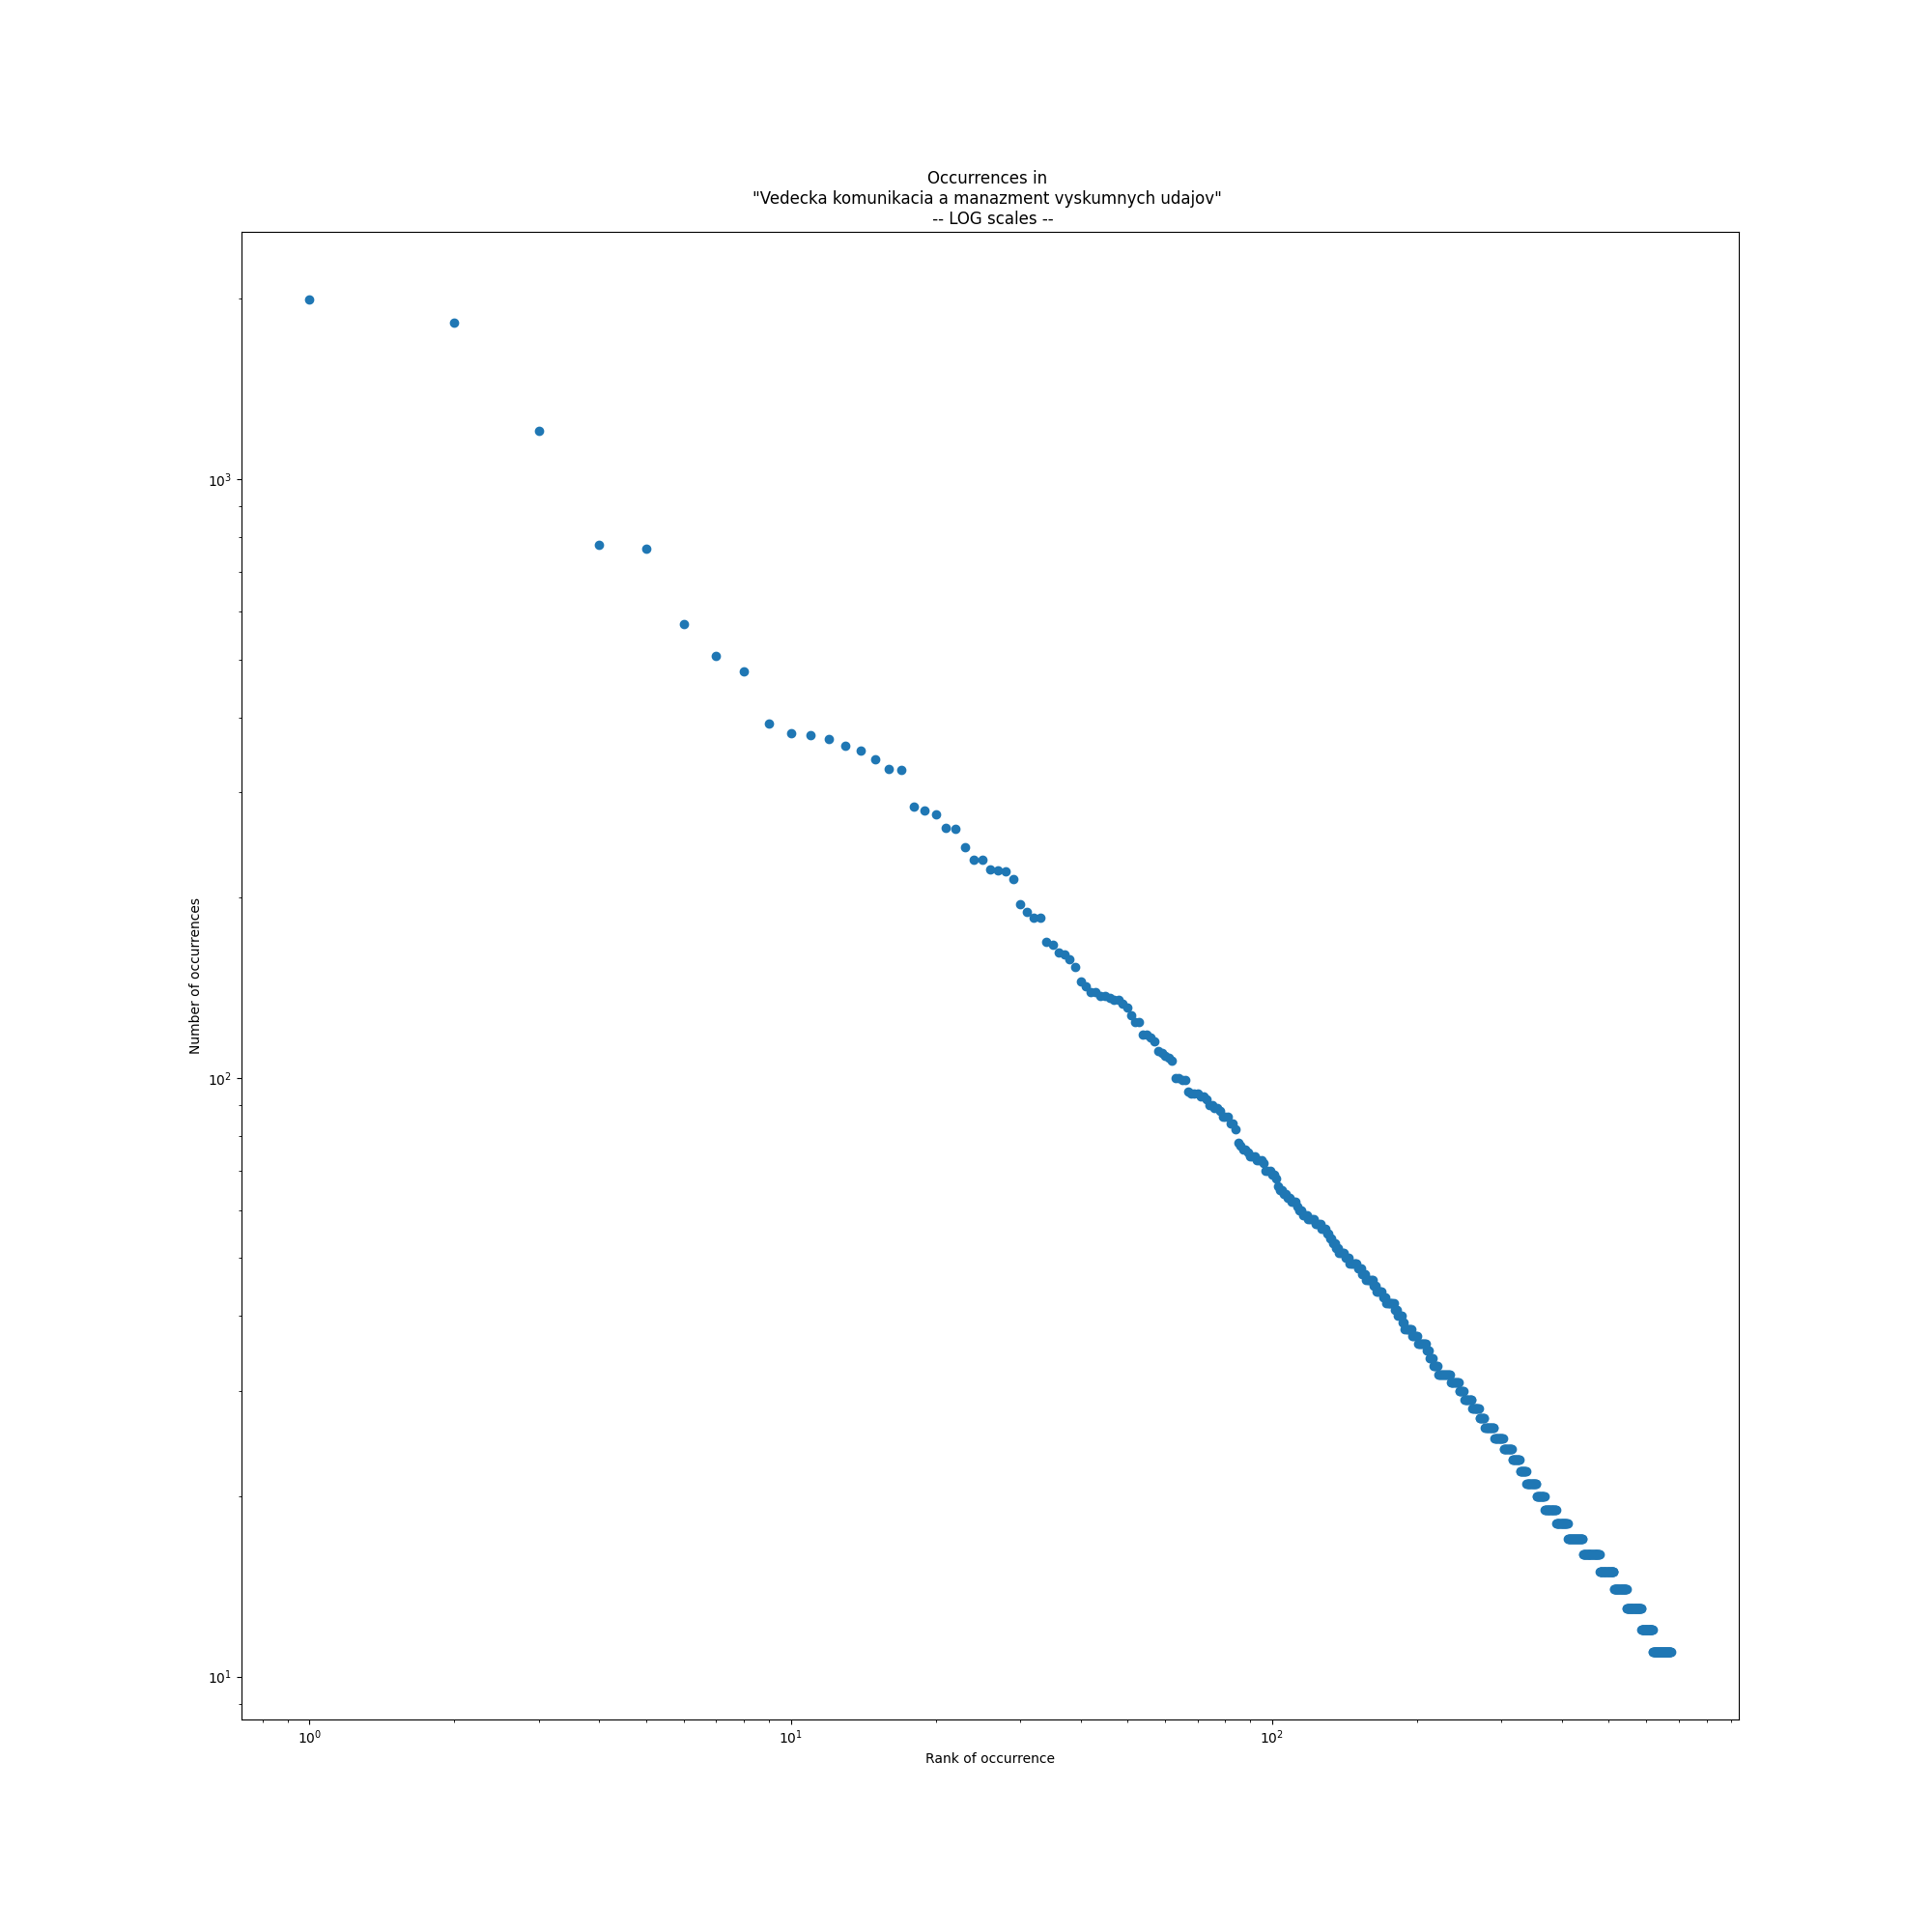 Occurrences in
"Vedecka komunikacia a manazment vyskumnych udajov"
-- LOG scales --
Number of occurrences
10³
10²
10¹
10⁰ 10¹ 10²
Rank of occurrence